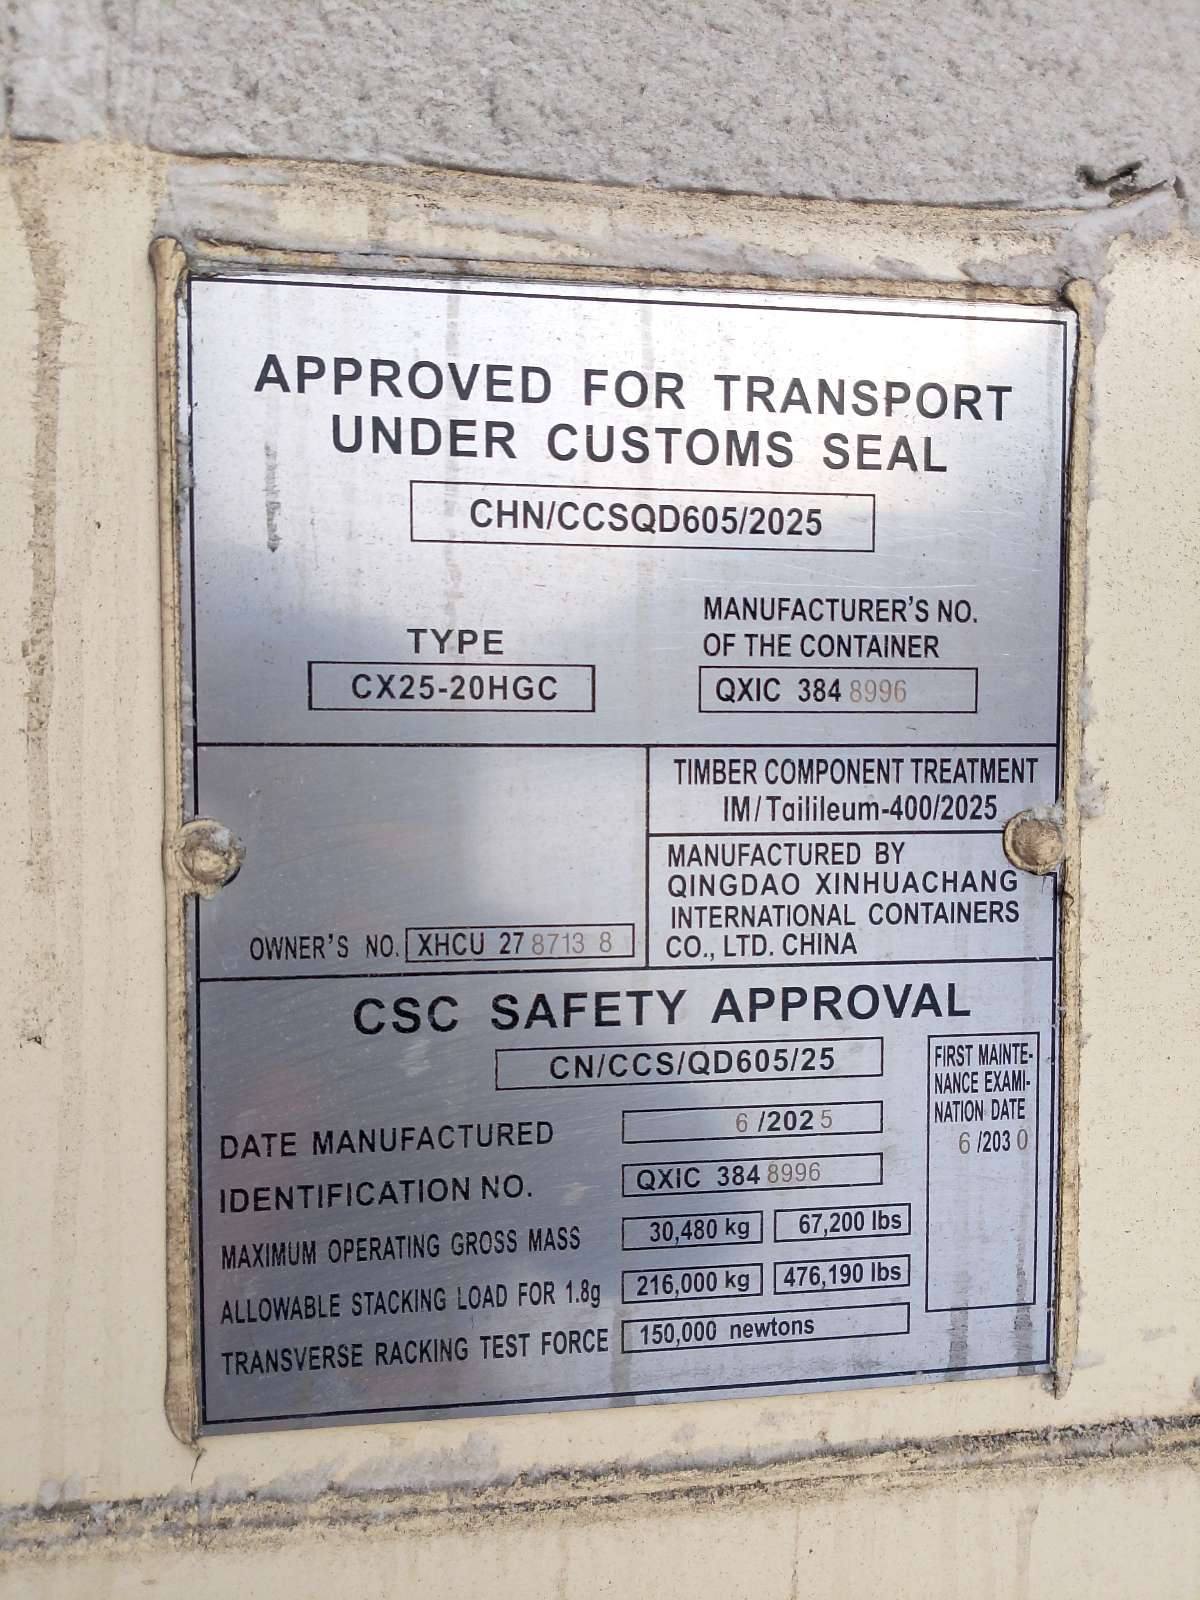 APPROVED FOR TRANSPORT
UNDER CUSTOMS SEAL
CHN/CCSQD605/2025
TYPE
CX25-20HGC
MANUFACTURER'S NO.
OF THE CONTAINER
QXIC 384 8996
TIMBER COMPONENT TREATMENT
IM/Tailileum-400/2025
MANUFACTURED BY
QINGDAO XINHUACHANG
INTERNATIONAL CONTAINERS
CO., LTD. CHINA
OWNER'S NO. XHCU 27 8713 8
CSC SAFETY APPROVAL
CN/CCS/QD605/25
DATE MANUFACTURED 6 /2025
IDENTIFICATION NO. QXIC 384 8996
MAXIMUM OPERATING GROSS MASS 30,480 kg 67,200 lbs
ALLOWABLE STACKING LOAD FOR 1.8g 216,000 kg 476,190 lbs
TRANSVERSE RACKING TEST FORCE 150,000 newtons
FIRST MAINTE-
NANCE EXAMI-
NATION DATE
6 /2030